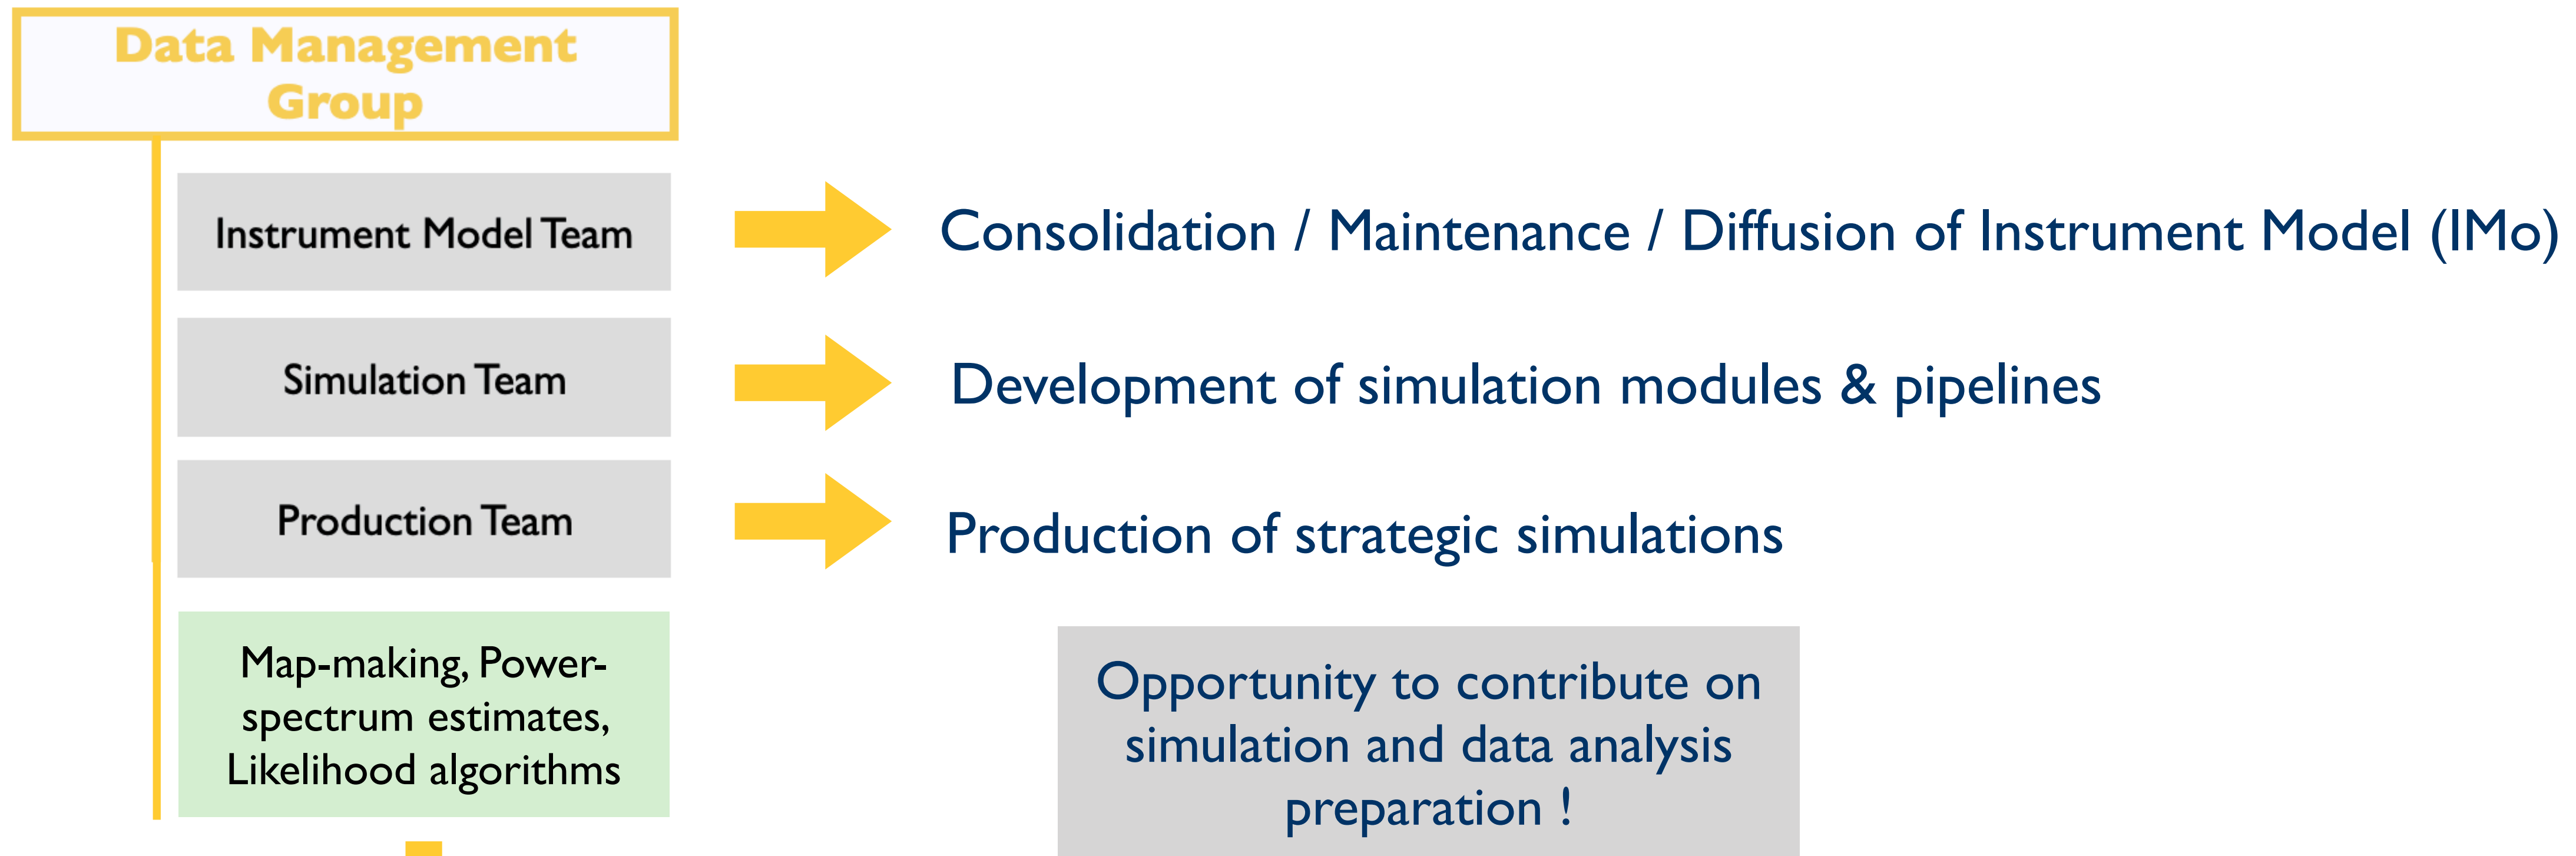 Data Management
Group
Instrument Model Team
Consolidation / Maintenance / Diffusion of Instrument Model (IMo)
Simulation Team
Development of simulation modules & pipelines
Production Team
Production of strategic simulations
Map-making, Power-
spectrum estimates,
Likelihood algorithms
Opportunity to contribute on
simulation and data analysis
preparation !